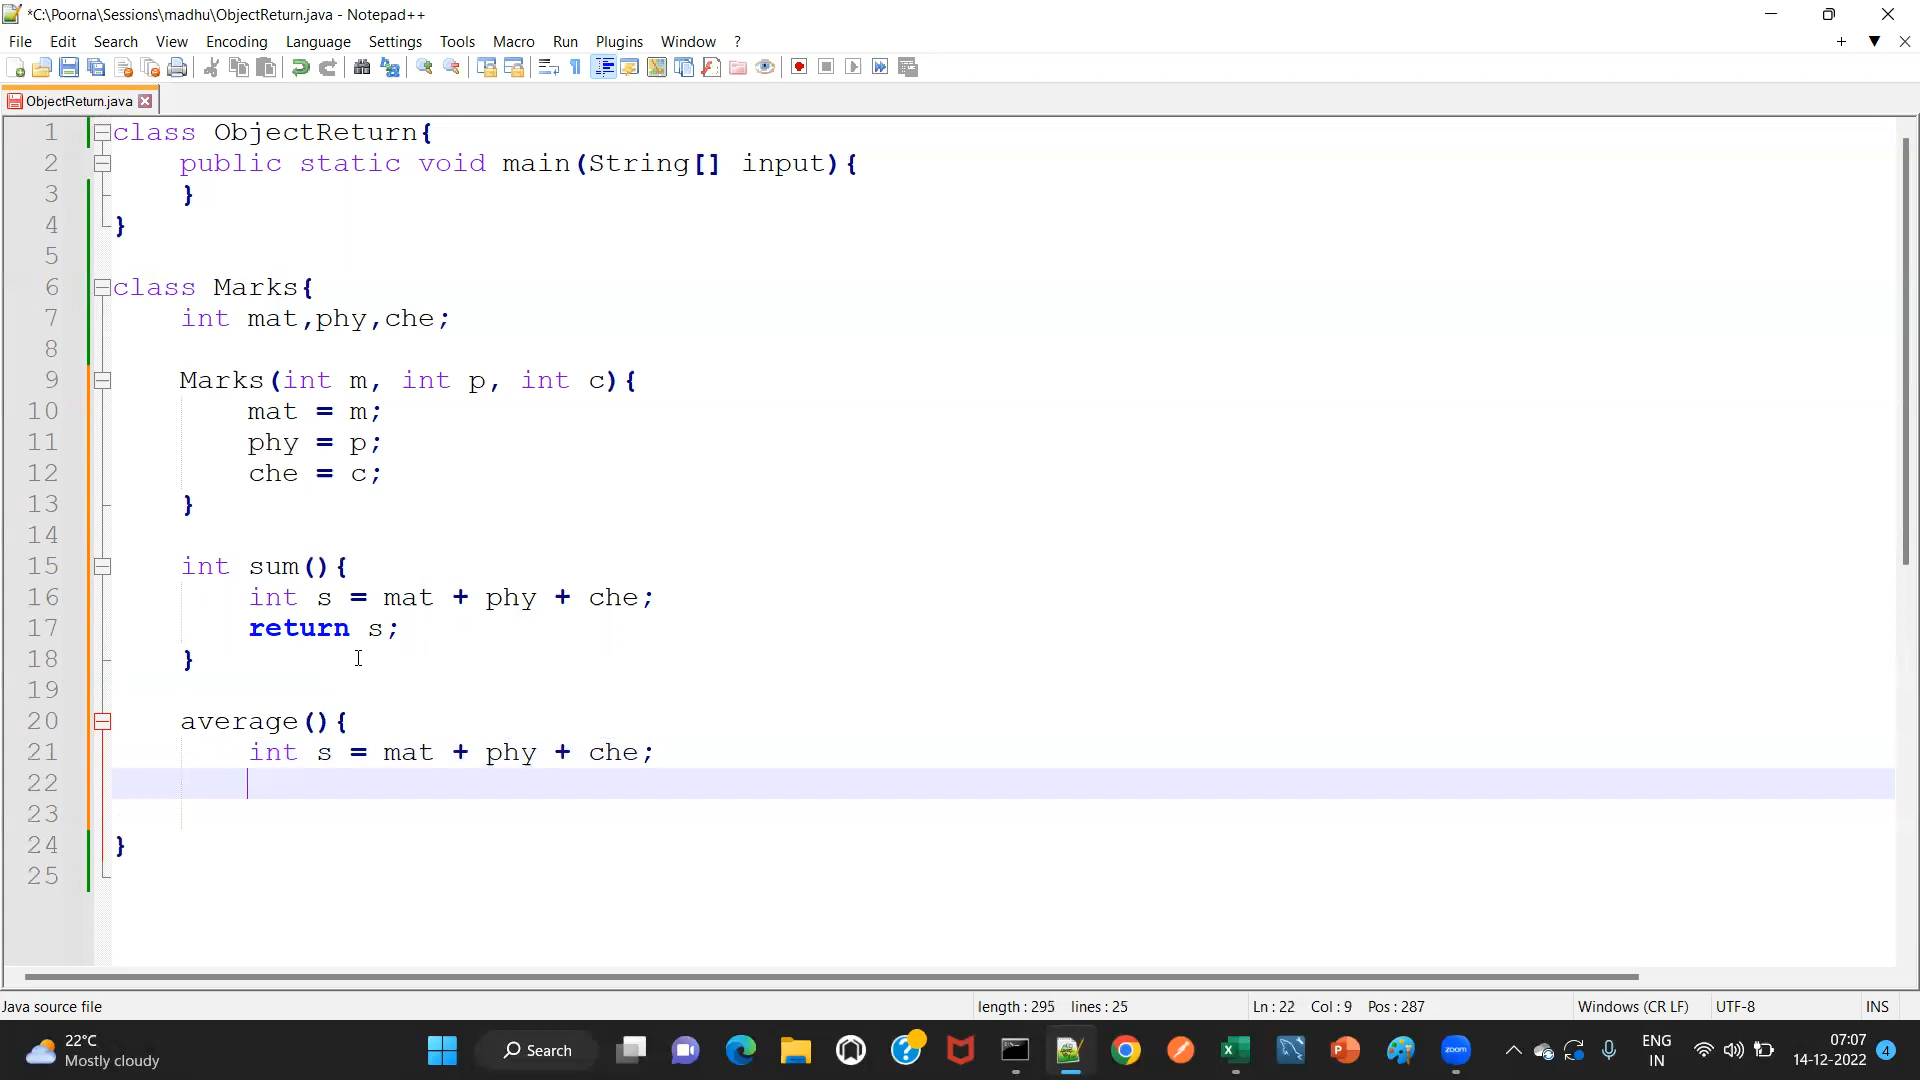 *C:\Poorna\Sessions\madhu\ObjectReturn.java - Notepad++
File Edit Search View Encoding Language Settings Tools Macro Run Plugins Window ?
ObjectReturn.java
1 class ObjectReturn{
2 public static void main(String[] input){
3 }
4 }
5
6 class Marks{
7 int mat,phy,che;
8
9 Marks(int m, int p, int c){
10 mat = m;
11 phy = p;
12 che = c;
13 }
14
15 int sum(){
16 int s = mat + phy + che;
17 return s;
18 }
19
20 average(){
21 int s = mat + phy + che;
22
23
24 }
25
Java source file length : 295 lines : 25 Ln : 22 Col : 9 Pos : 287 Windows (CR LF) UTF-8 INS
22°C
Mostly cloudy
Search
zoom
ENG
IN
07:07
14-12-2022
4